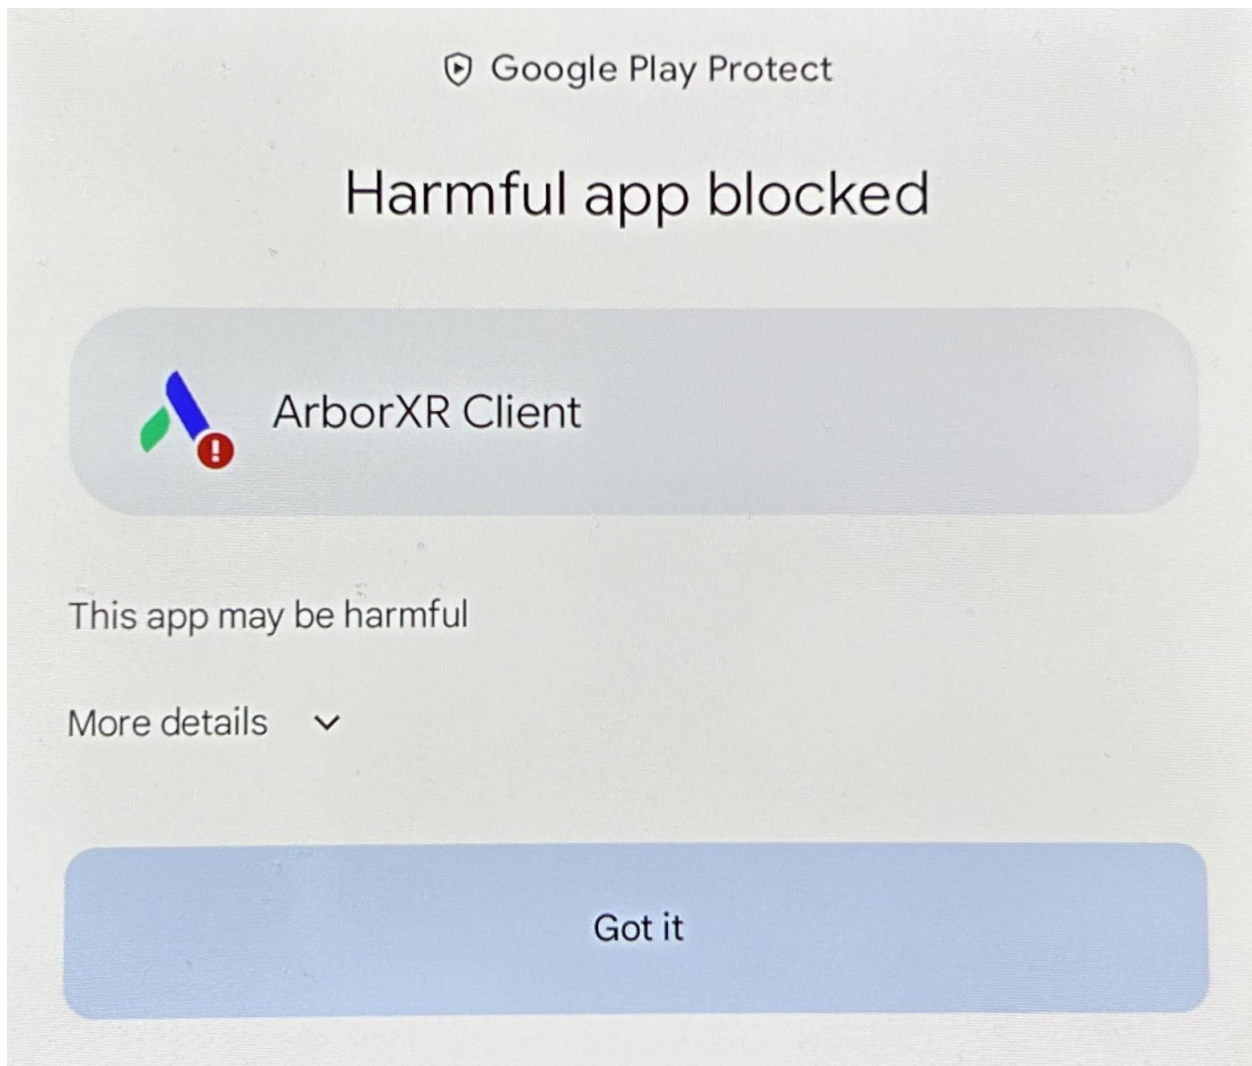 Google Play Protect
Harmful app blocked
ArborXR Client
This app may be harmful
More details
Got it